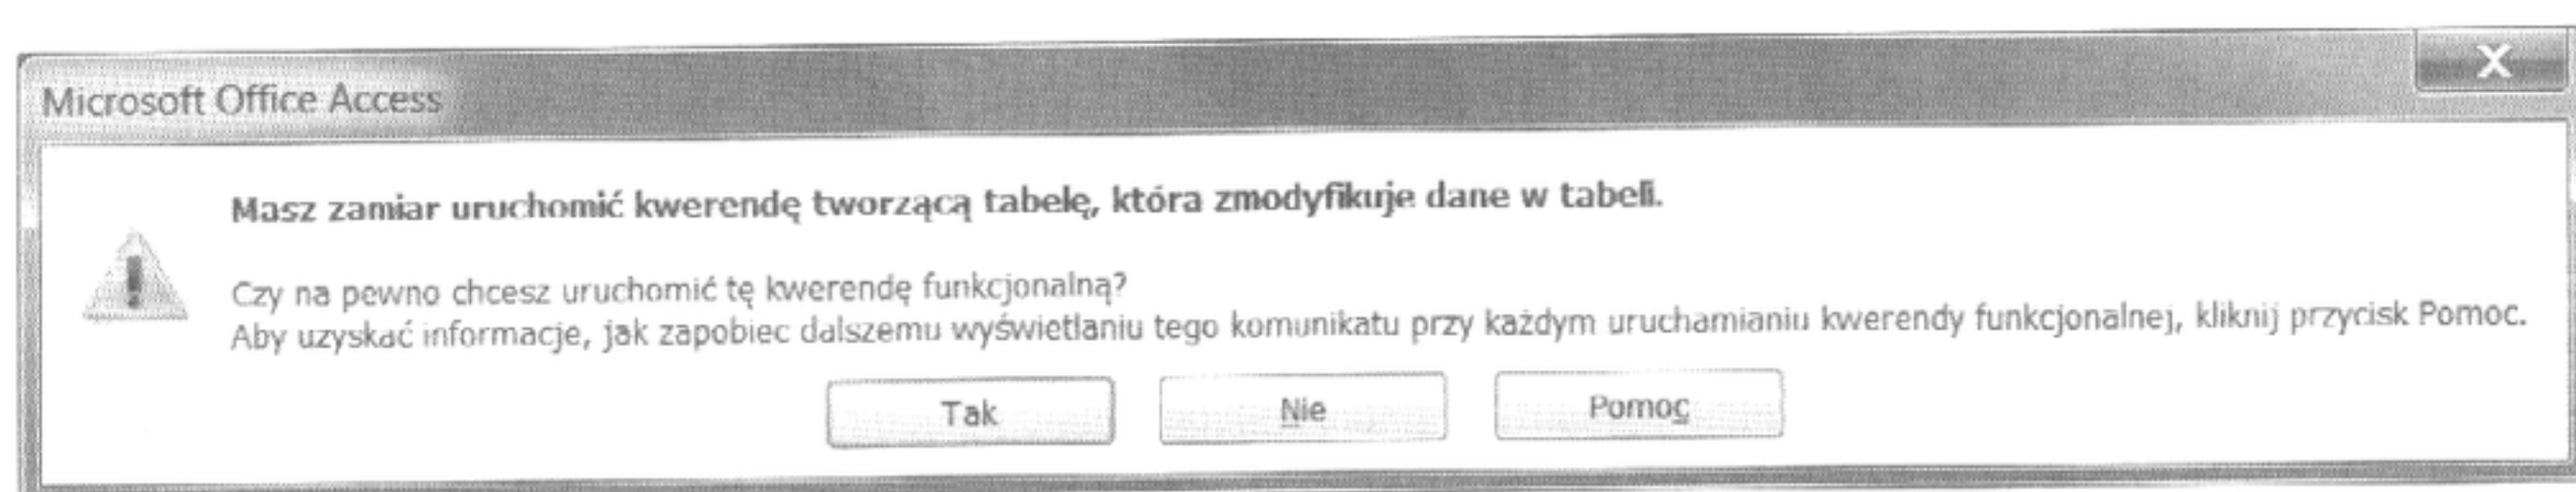 Microsoft Office Access
Masz zamiar uruchomić kwerendę tworzącą tabelę, która zmodyfikuje dane w tabeli.
Czy na pewno chcesz uruchomić tę kwerendę funkcjonalną?
Aby uzyskać informacje, jak zapobiec dalszemu wyświetlaniu tego komunikatu przy każdym uruchamianiu kwerendy funkcjonalnej, kliknij przycisk Pomoc.
Tak Nie Pomoc